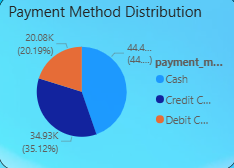 Payment Method Distribution
20.08K
(20.19%)
44.4...
(44....)
payment_m...
Cash
Credit C...
Debit C...
34.93K
(35.12%)